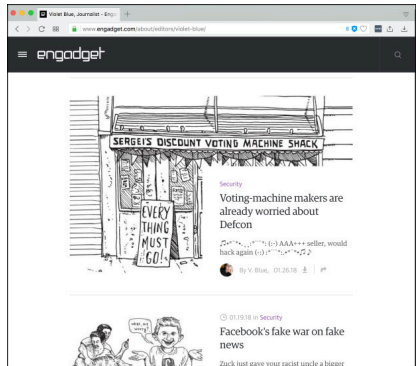 Violet Blue, Journalist - Enga
www.engadget.com/about/editors/violet-blue/
engadget
SERGEI'S DISCOUNT VOTING MACHINE SHACK
EVERY
THING
MUST
GO!
Security
Voting-machine makers are
already worried about
Defcon
(:-) AAA+++ seller, would
hack again (-:)
By V. Blue, 01.26.18
01.19.18 in Security
Facebook's fake war on fake
news
Zuck just gave your racist uncle a bigger